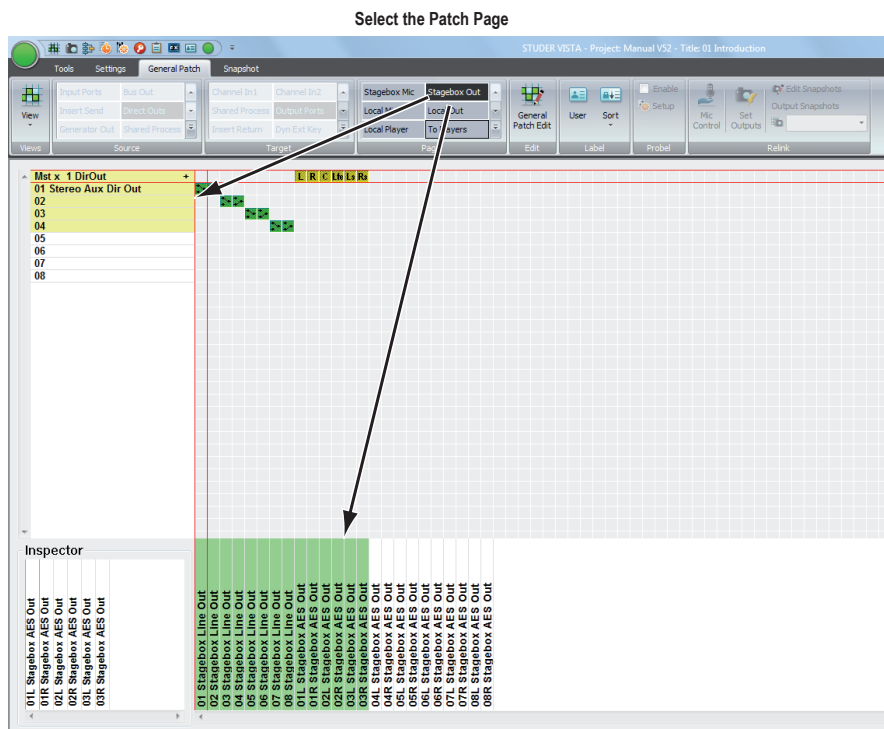 Select the Patch Page
STUDER VISTA - Project: Manual V52 - Title: 01 Introduction
Tools Settings General Patch Snapshot
Input Ports Bus Out Channel In1 Channel In2 Stagebox Mic Stagebox Out Enable Edit Snapshots
Insert Send Direct Outs Shared Process Output Ports Local Out Setup Output Snapshots
Generator Out Shared Process Insert Return Dyn Ext Key Local Player To Players
View General Patch Edit User Sort Mic Control Set Outputs
Views Source Target Edit Label Probel Relink
Mst x 1 DirOut + L R C Lfe Ls Rs
01 Stereo Aux Dir Out
02
03
04
05
06
07
08
Inspector
01L Stagebox AES Out
01R Stagebox AES Out
02L Stagebox AES Out
02R Stagebox AES Out
03L Stagebox AES Out
03R Stagebox AES Out
01 Stagebox Line Out
02 Stagebox Line Out
03 Stagebox Line Out
04 Stagebox Line Out
05 Stagebox Line Out
06 Stagebox Line Out
07 Stagebox Line Out
08 Stagebox Line Out
01L Stagebox AES Out
01R Stagebox AES Out
02L Stagebox AES Out
02R Stagebox AES Out
03L Stagebox AES Out
03R Stagebox AES Out
04L Stagebox AES Out
04R Stagebox AES Out
05L Stagebox AES Out
05R Stagebox AES Out
06L Stagebox AES Out
06R Stagebox AES Out
07L Stagebox AES Out
07R Stagebox AES Out
08L Stagebox AES Out
08R Stagebox AES Out